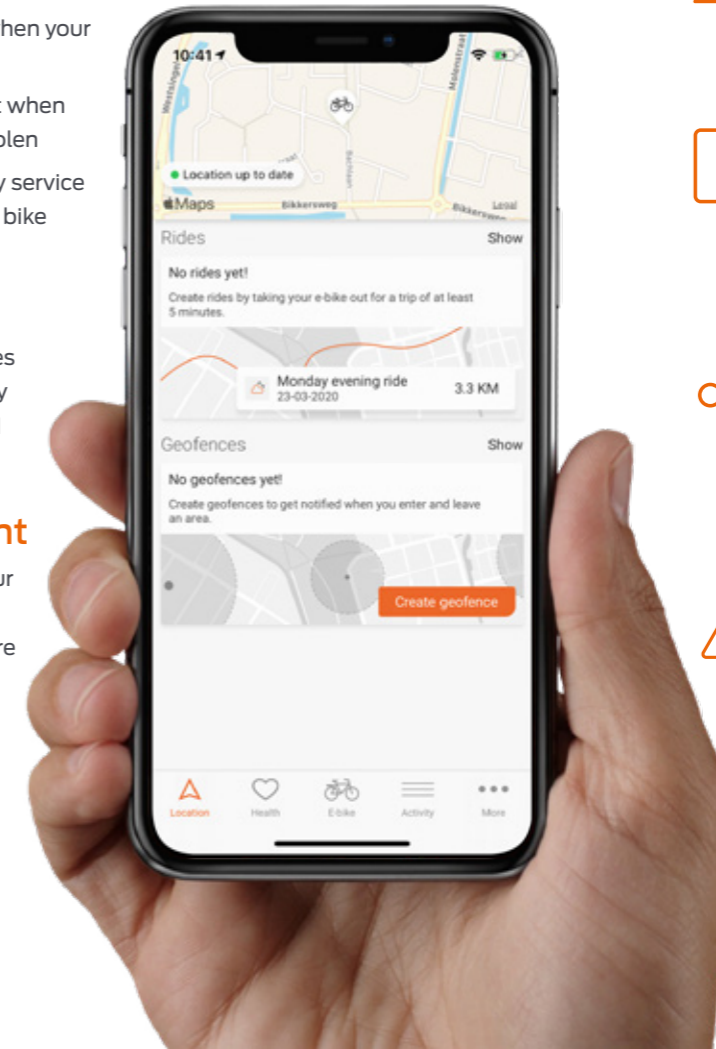 hen your
when
olen
y service
bike
es
y
nt
ur
re
10:41
Westsingel
Molenstraat
Bachlaan
Location up to date
Maps
Bikkersweg
Bikkersweg
Legal
Rides
Show
No rides yet!
Create rides by taking your e-bike out for a trip of at least
5 minutes.
Monday evening ride
23-03-2020
3.3 KM
Geofences
Show
No geofences yet!
Create geofences to get notified when you enter and leave
an area.
Create geofence
Location
Health
E-bike
Activity
More